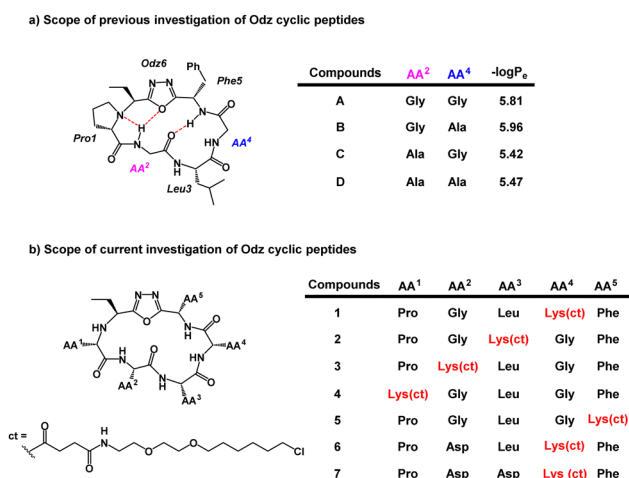 a) Scope of previous investigation of Odz cyclic peptides
Odz6
Ph
Phe5
N N
O
N
H
H
N
O
Pro1
N
H
O
NH
AA4
O
AA2
N
H
O
Leu3
Compounds AA2 AA4 -logPe
A Gly Gly 5.81
B Gly Ala 5.96
C Ala Gly 5.42
D Ala Ala 5.47
b) Scope of current investigation of Odz cyclic peptides
N N
AA5
O
HN
NH
O
AA1
O
NH
AA4
O
N
H
AA2
N
H
O
AA3
ct =
O
H
N
O
O
O
Cl
Compounds AA1 AA2 AA3 AA4 AA5
1 Pro Gly Leu Lys(ct) Phe
2 Pro Gly Lys(ct) Gly Phe
3 Pro Lys(ct) Leu Gly Phe
4 Lys(ct) Gly Leu Gly Phe
5 Pro Gly Leu Gly Lys(ct)
6 Pro Asp Leu Lys(ct) Phe
7 Pro Asp Asp Lys (ct) Phe